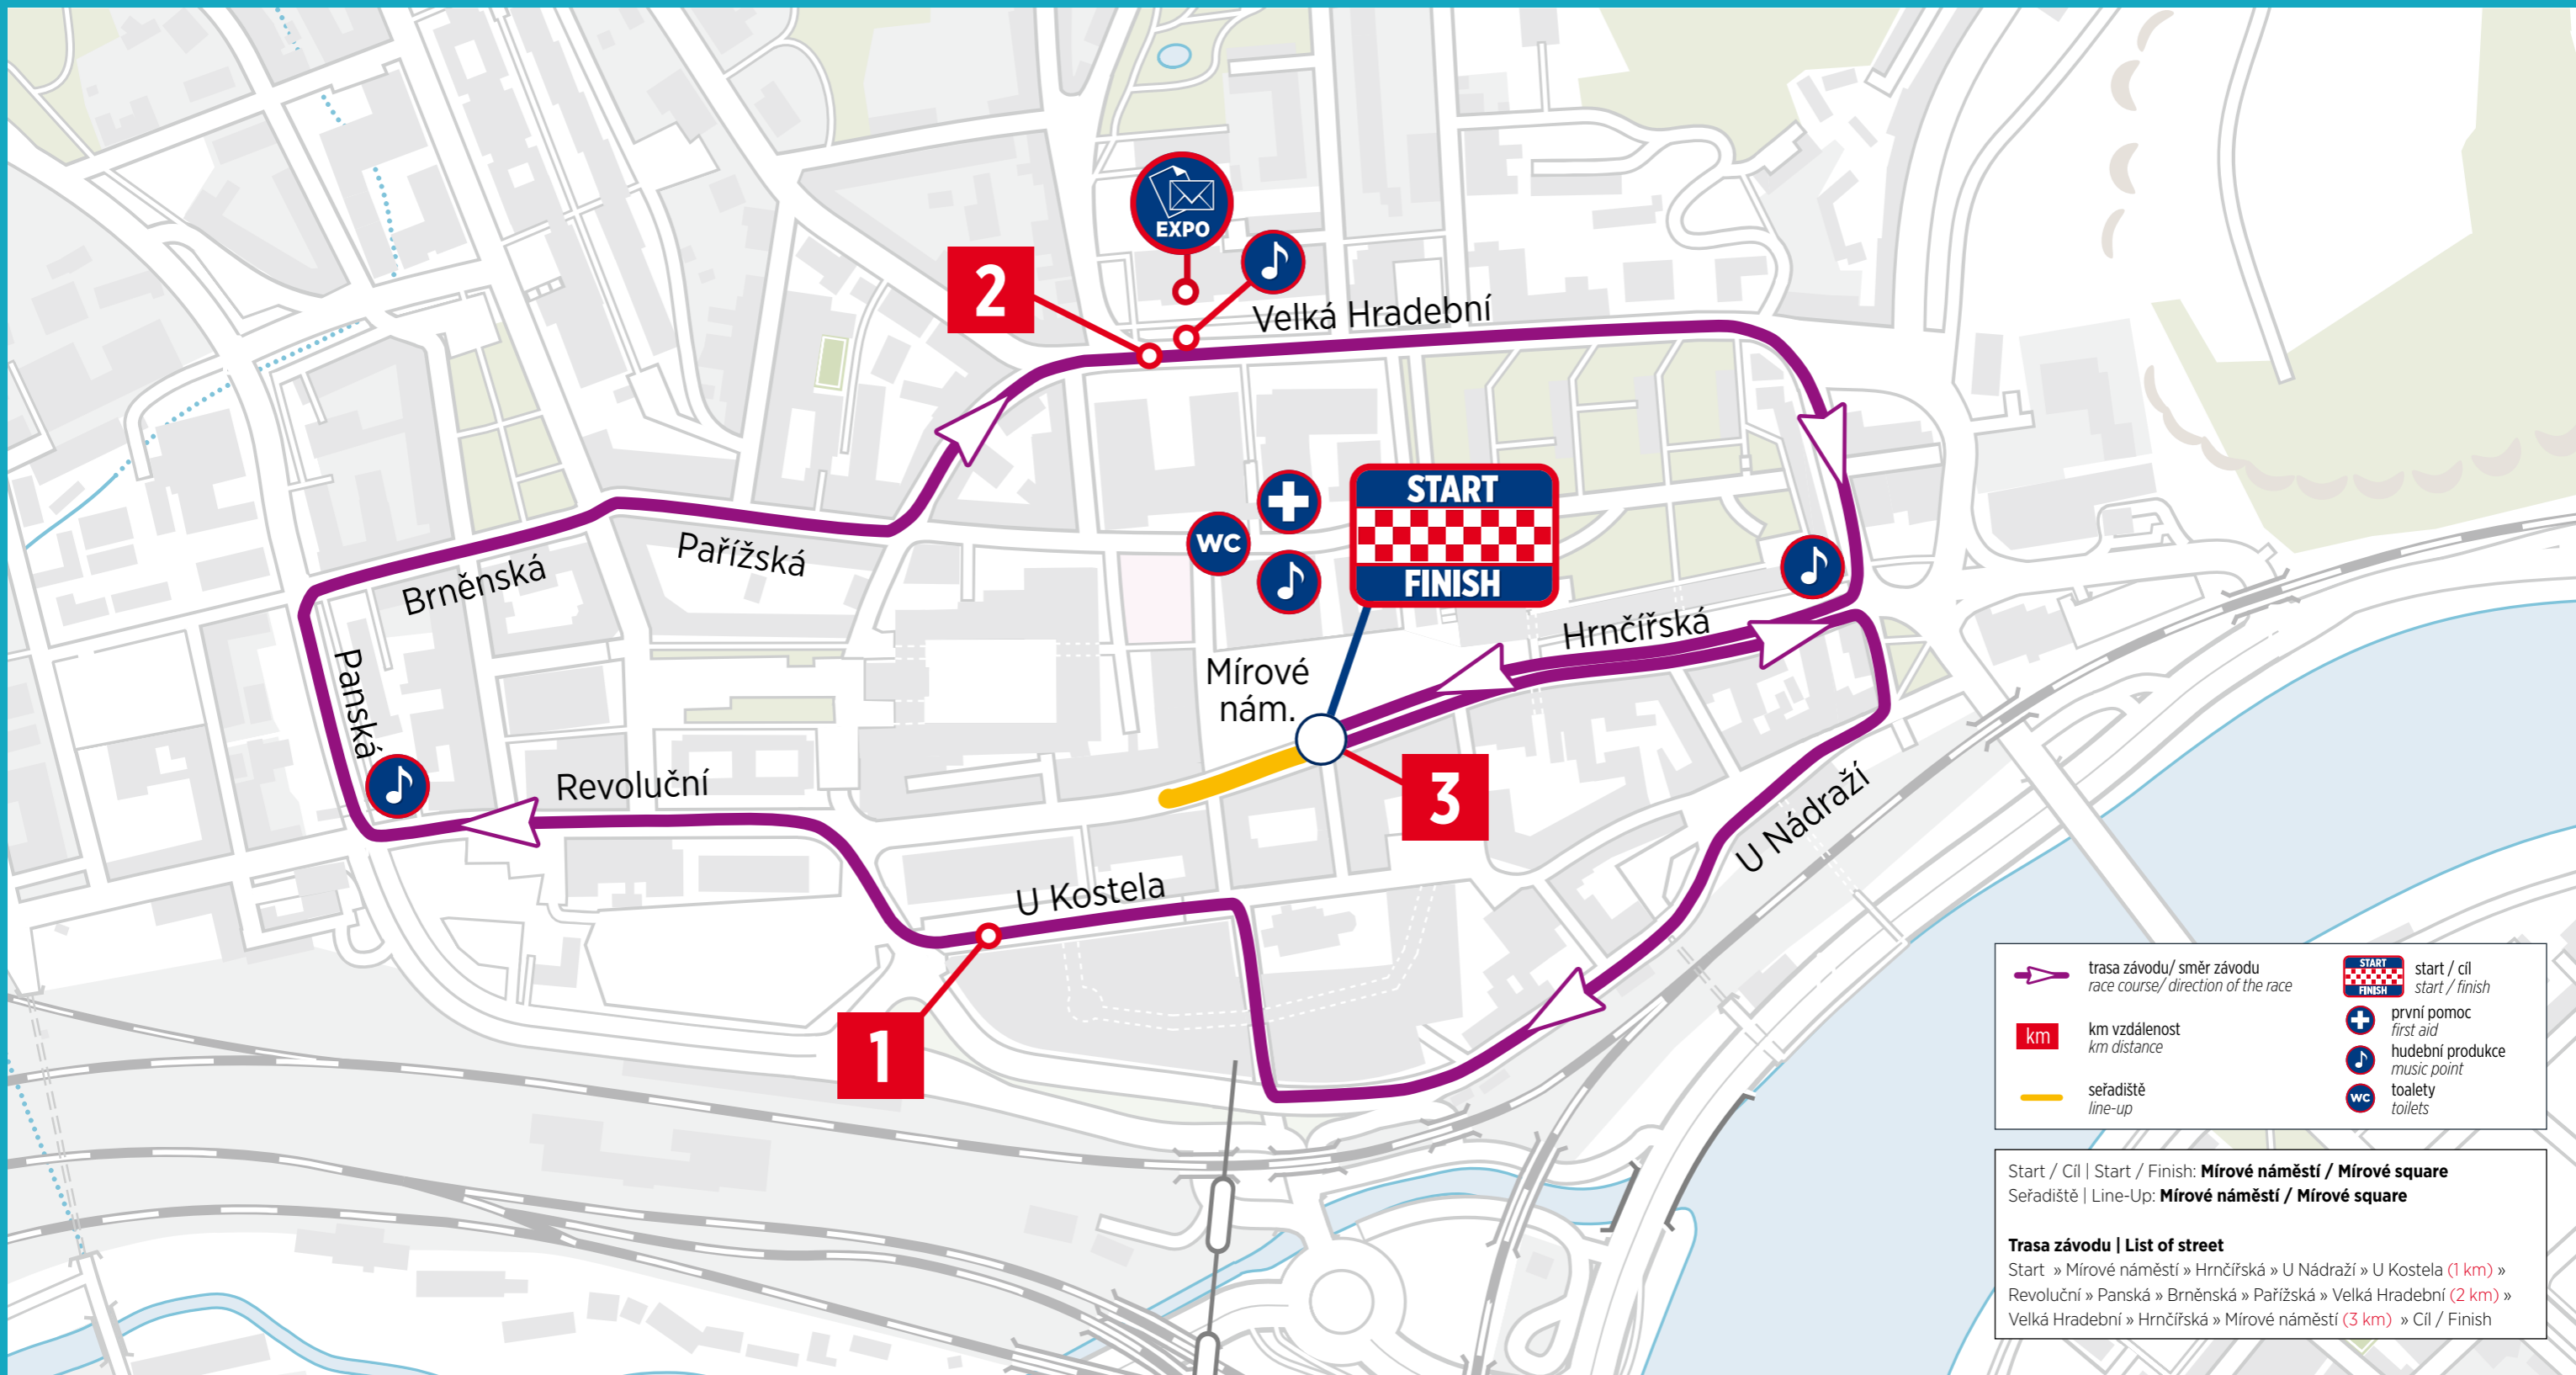 EXPO
2
Velká Hradební
START
FINISH
WC
Pařížská
Brněnská
Hrnčířská
Mírové
nám.
Panská
3
Revoluční
U Nádraží
U Kostela
1
trasa závodu/ směr závodu
race course/ direction of the race
km
km vzdálenost
km distance
seřadiště
line-up
START
FINISH
start / cíl
start / finish
první pomoc
first aid
hudební produkce
music point
WC
toalety
toilets
Start / Cíl | Start / Finish: Mírové náměstí / Mírové square
Seřadiště | Line-Up: Mírové náměstí / Mírové square
Trasa závodu | List of street
Start » Mírové náměstí » Hrnčířská » U Nádraží » U Kostela (1 km) »
Revoluční » Panská » Brněnská » Pařížská » Velká Hradební (2 km) »
Velká Hradební » Hrnčířská » Mírové náměstí (3 km) » Cíl / Finish